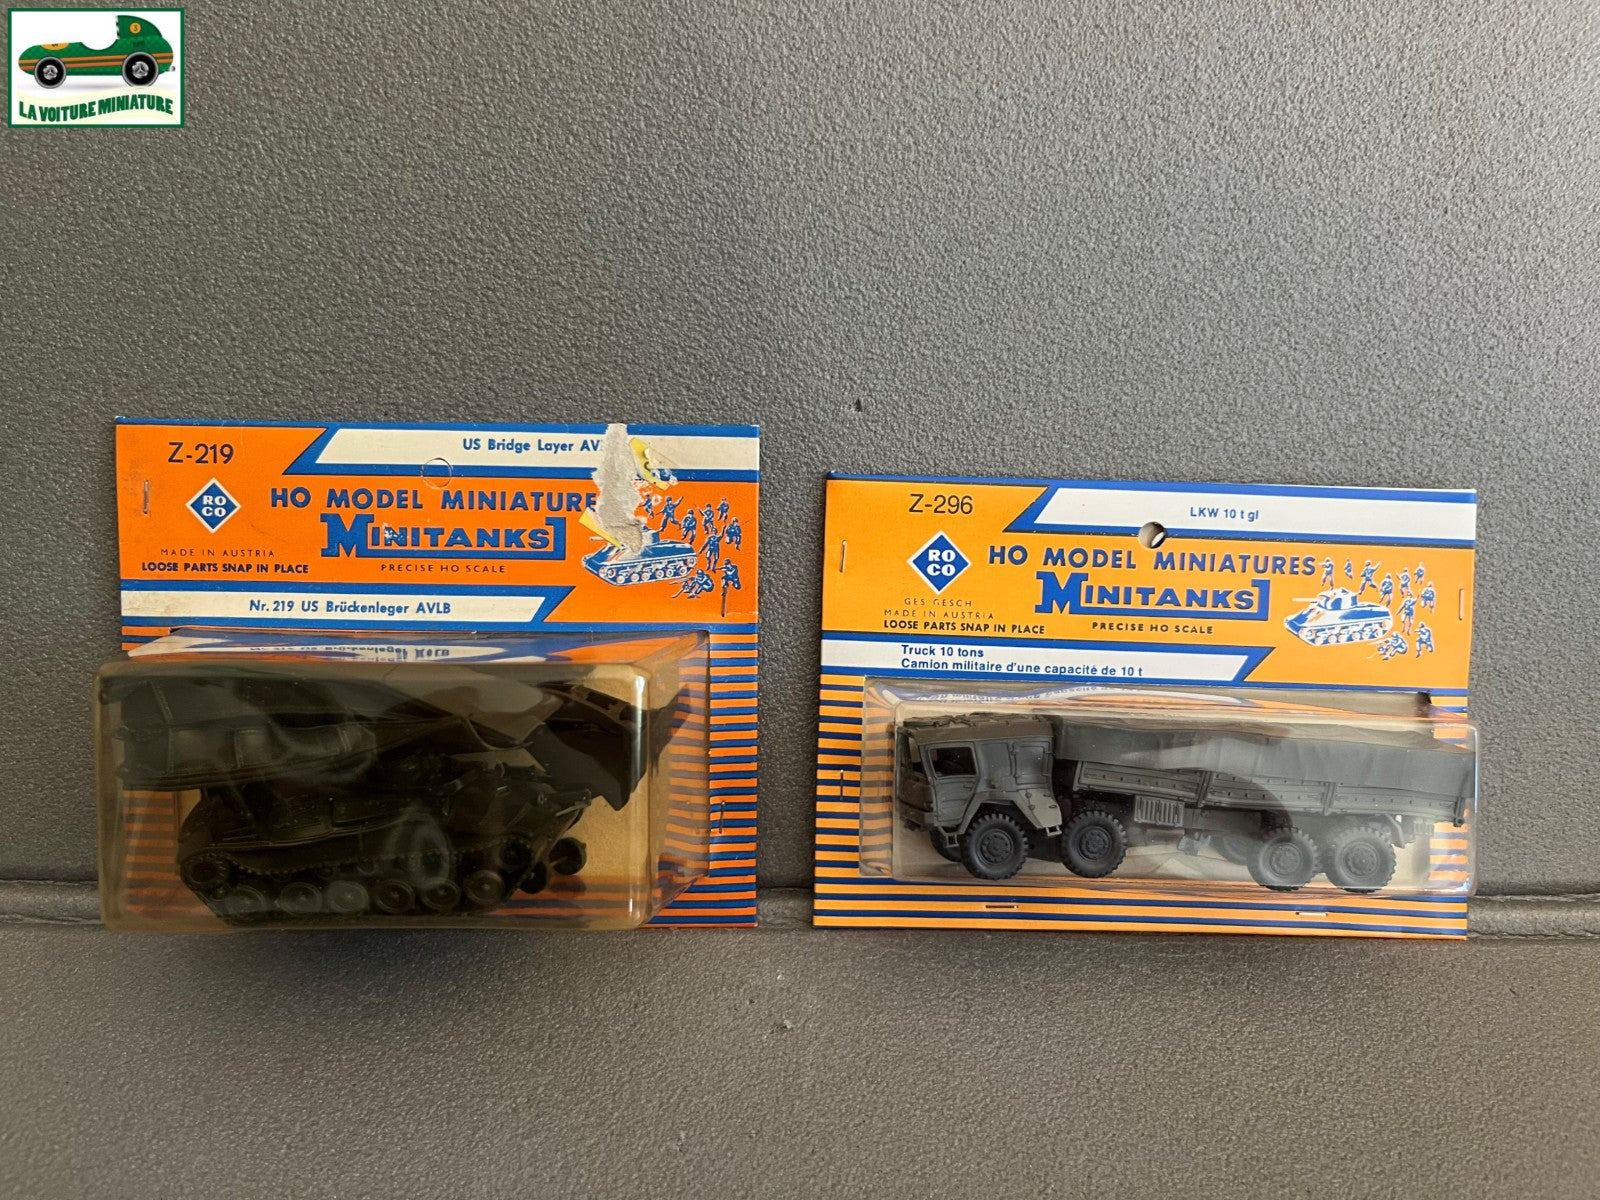 LA VOITURE MINIATURE
Z-219
US Bridge Layer
RO
CO
HO MODEL MINIATURE
MINITANKS
MADE IN AUSTRIA
LOOSE PARTS SNAP IN PLACE
PRECISE HO SCALE
Nr. 219 US Brückenleger AVLB
Z-296
LKW 10 t gl
RO
CO
HO MODEL MINIATURES
MINITANKS
GES. GESCH
MADE IN AUSTRIA
LOOSE PARTS SNAP IN PLACE
PRECISE HO SCALE
Truck 10 tons
Camion militaire d'une capacité de 10 t